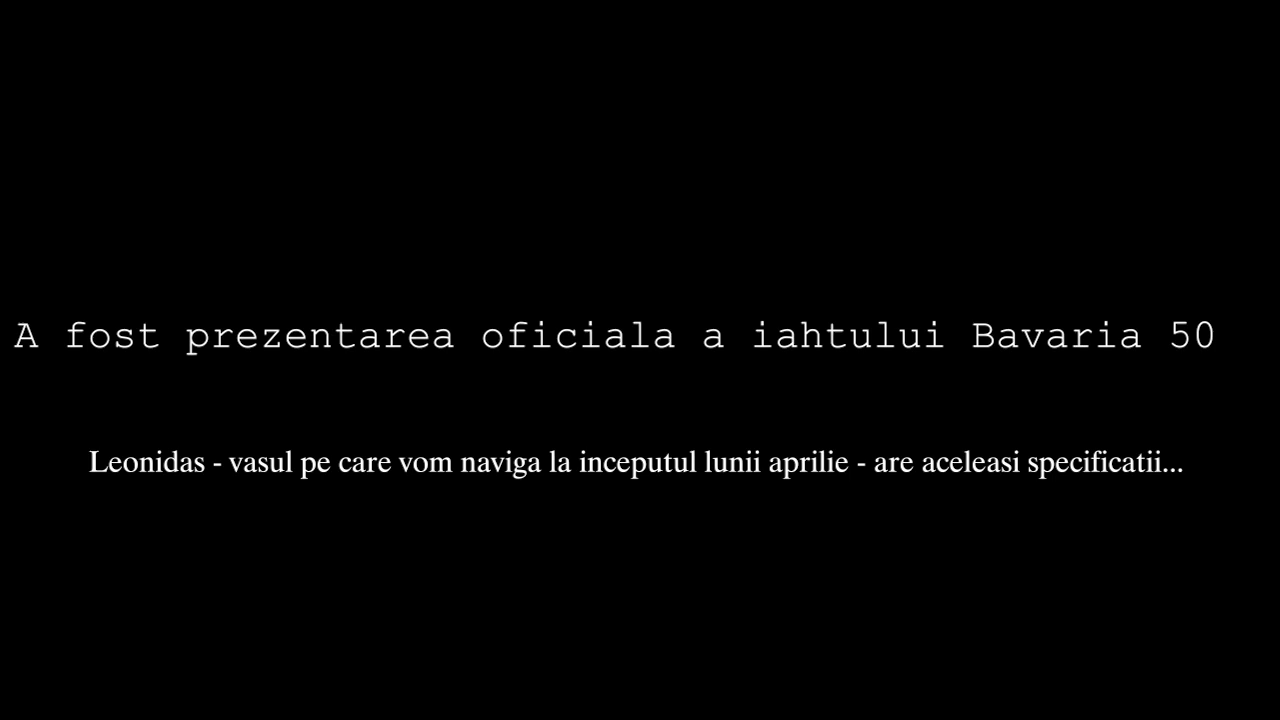 A fost prezentarea oficiala a iahtului Bavaria 50
Leonidas - vasul pe care vom naviga la inceputul lunii aprilie - are aceleasi specificatii...